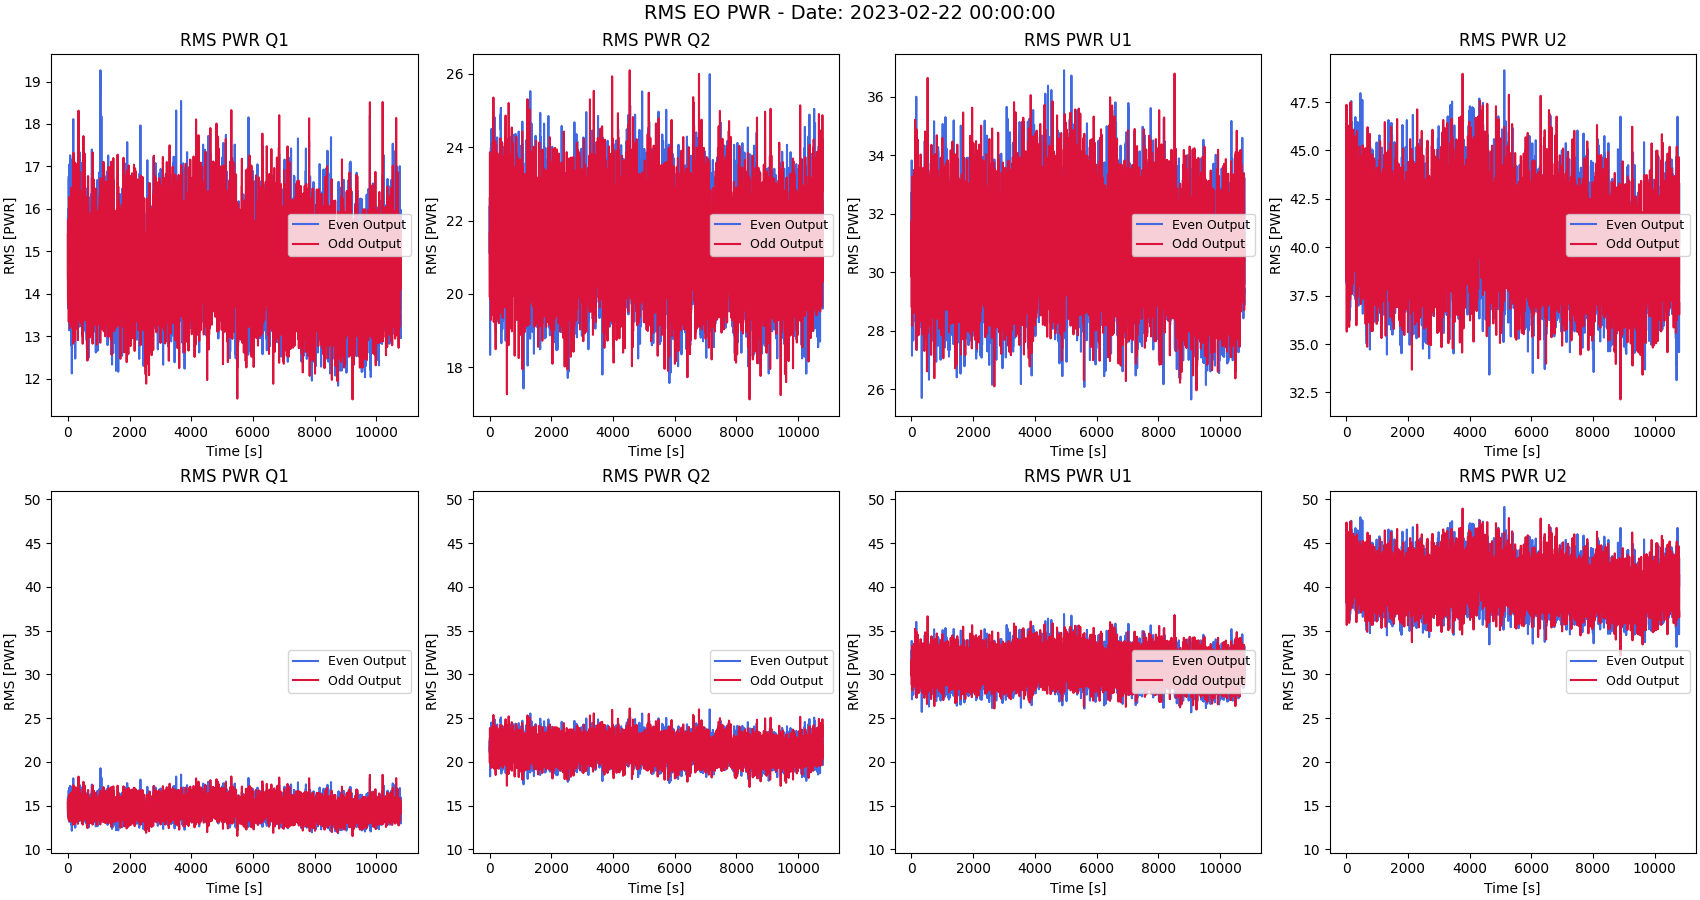 RMS EO PWR - Date: 2023-02-22 00:00:00
RMS PWR Q1
RMS [PWR]
19
18
17
16
15
14
13
12
0 2000 4000 6000 8000 10000
Time [s]
Even Output
Odd Output
RMS PWR Q2
RMS [PWR]
26
24
22
20
18
0 2000 4000 6000 8000 10000
Time [s]
Even Output
Odd Output
RMS PWR U1
RMS [PWR]
36
34
32
30
28
26
0 2000 4000 6000 8000 10000
Time [s]
Even Output
Odd Output
RMS PWR U2
RMS [PWR]
47.5
45.0
42.5
40.0
37.5
35.0
32.5
0 2000 4000 6000 8000 10000
Time [s]
Even Output
Odd Output
RMS PWR Q1
RMS [PWR]
50
45
40
35
30
25
20
15
10
0 2000 4000 6000 8000 10000
Time [s]
Even Output
Odd Output
RMS PWR Q2
RMS [PWR]
50
45
40
35
30
25
20
15
10
0 2000 4000 6000 8000 10000
Time [s]
Even Output
Odd Output
RMS PWR U1
RMS [PWR]
50
45
40
35
30
25
20
15
10
0 2000 4000 6000 8000 10000
Time [s]
Even Output
Odd Output
RMS PWR U2
RMS [PWR]
50
45
40
35
30
25
20
15
10
0 2000 4000 6000 8000 10000
Time [s]
Even Output
Odd Output